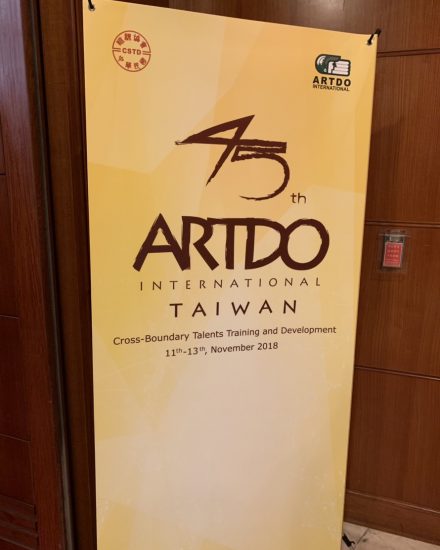 CSTD
ARTDO
INTERNATIONAL
45th
ARTDO
INTERNATIONAL
TAIWAN
Cross-Boundary Talents Training and Development
11th-13th, November 2018